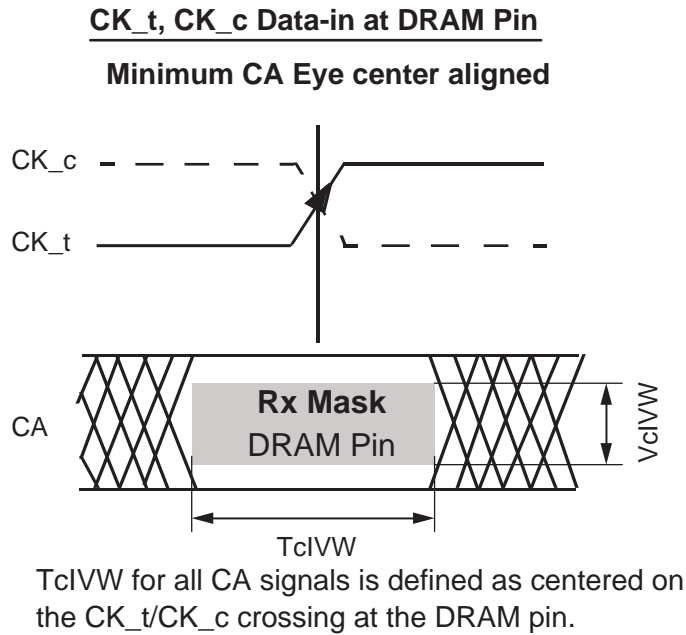 CK_t, CK_c Data-in at DRAM Pin
Minimum CA Eye center aligned
CK_c
CK_t
CA
Rx Mask
DRAM Pin
VcIVW
TcIVW
TcIVW for all CA signals is defined as centered on
the CK_t/CK_c crossing at the DRAM pin.